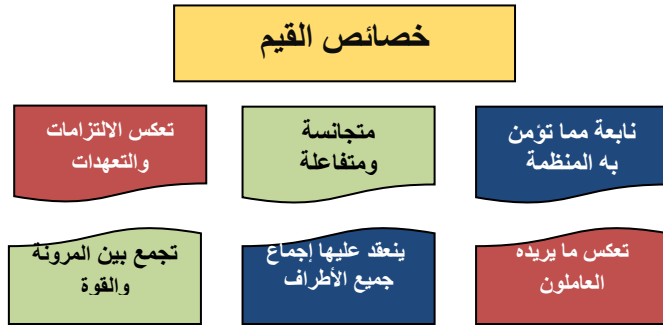 خصائص القيم
نابعة مما تؤمن
به المنظمة
متجانسة
ومتفاعلة
تعكس الالتزامات
والتعهدات
تعكس ما يريده
العاملون
ينعقد عليها إجماع
جميع الأطراف
تجمع بين المرونة
والقوة